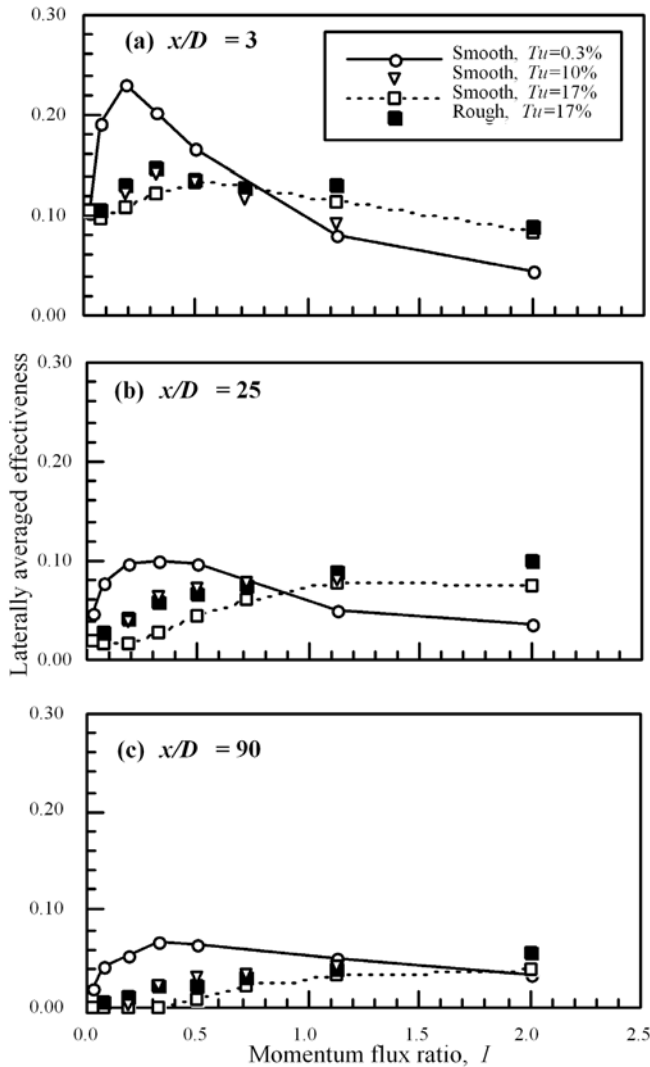 0.30
(a) x/D = 3
Smooth, Tu=0.3%
Smooth, Tu=10%
Smooth, Tu=17%
Rough, Tu=17%
0.20
0.10
0.00
Laterally averaged effectiveness
0.30
(b) x/D = 25
0.20
0.10
0.00
0.30
(c) x/D = 90
0.20
0.10
0.00
0.0 0.5 1.0 1.5 2.0 2.5
Momentum flux ratio, I